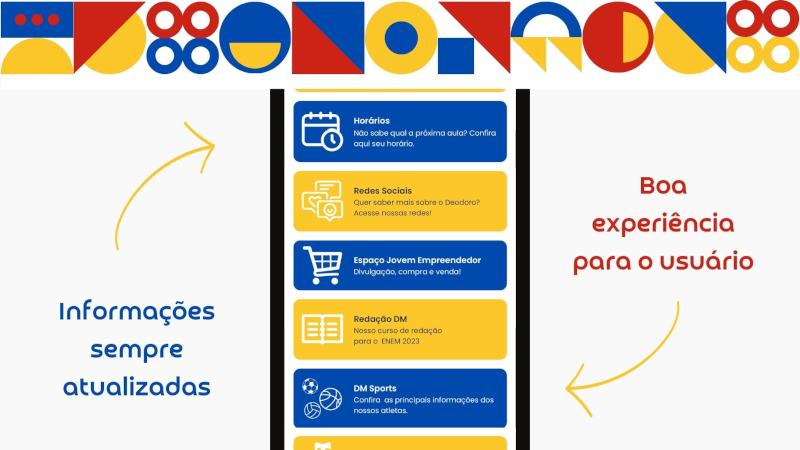 Horários
Não sabe qual a próxima aula? Confira
aqui seu horário.
Redes Sociais
Quer saber mais sobre o Deodoro?
Acesse nossas redes!
Espaço Jovem Empreendedor
Divulgação, compra e venda!
Redação DM
Nosso curso de redação
para o ENEM 2023
DM Sports
Confira as principais informações dos
nossos atletas.
Informações
sempre
atualizadas
Boa
experiência
para o usuário